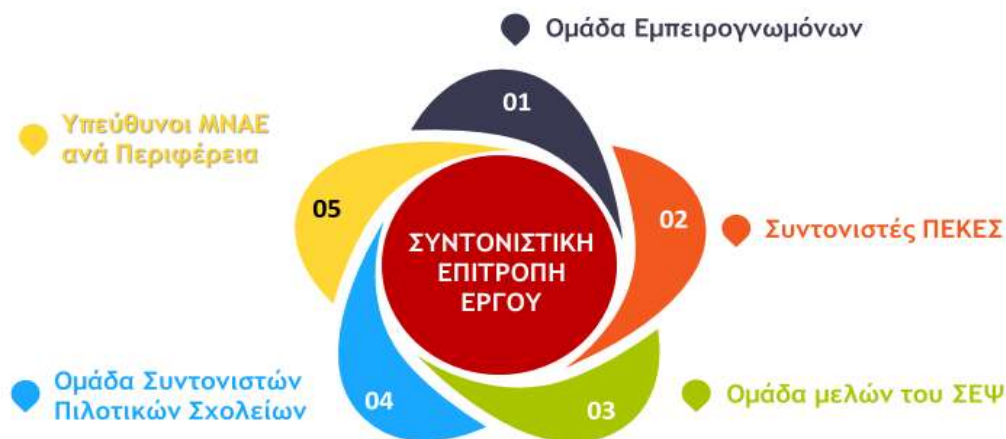 Ομάδα Εμπειρογνωμόνων
01
Υπεύθυνοι ΜΝΑΕ
ανά Περιφέρεια
05
02
Συντονιστές ΠΕΚΕΣ
ΣΥΝΤΟΝΙΣΤΙΚΗ
ΕΠΙΤΡΟΠΗ
ΕΡΓΟΥ
Ομάδα Συντονιστών
Πιλοτικών Σχολείων
04
03
Ομάδα μελών του ΣΕΨ